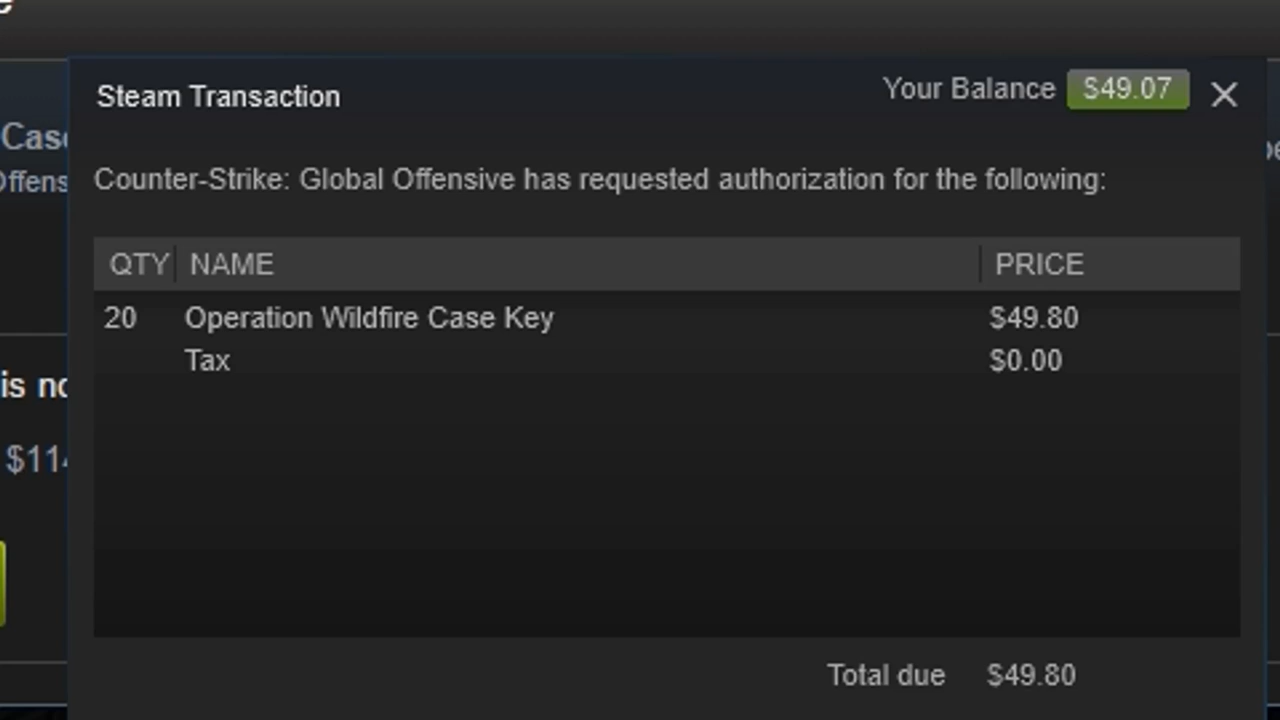 Steam Transaction
Your Balance $49.07
Counter-Strike: Global Offensive has requested authorization for the following:
QTY NAME PRICE
20 Operation Wildfire Case Key $49.80
Tax $0.00
is
Total due $49.80